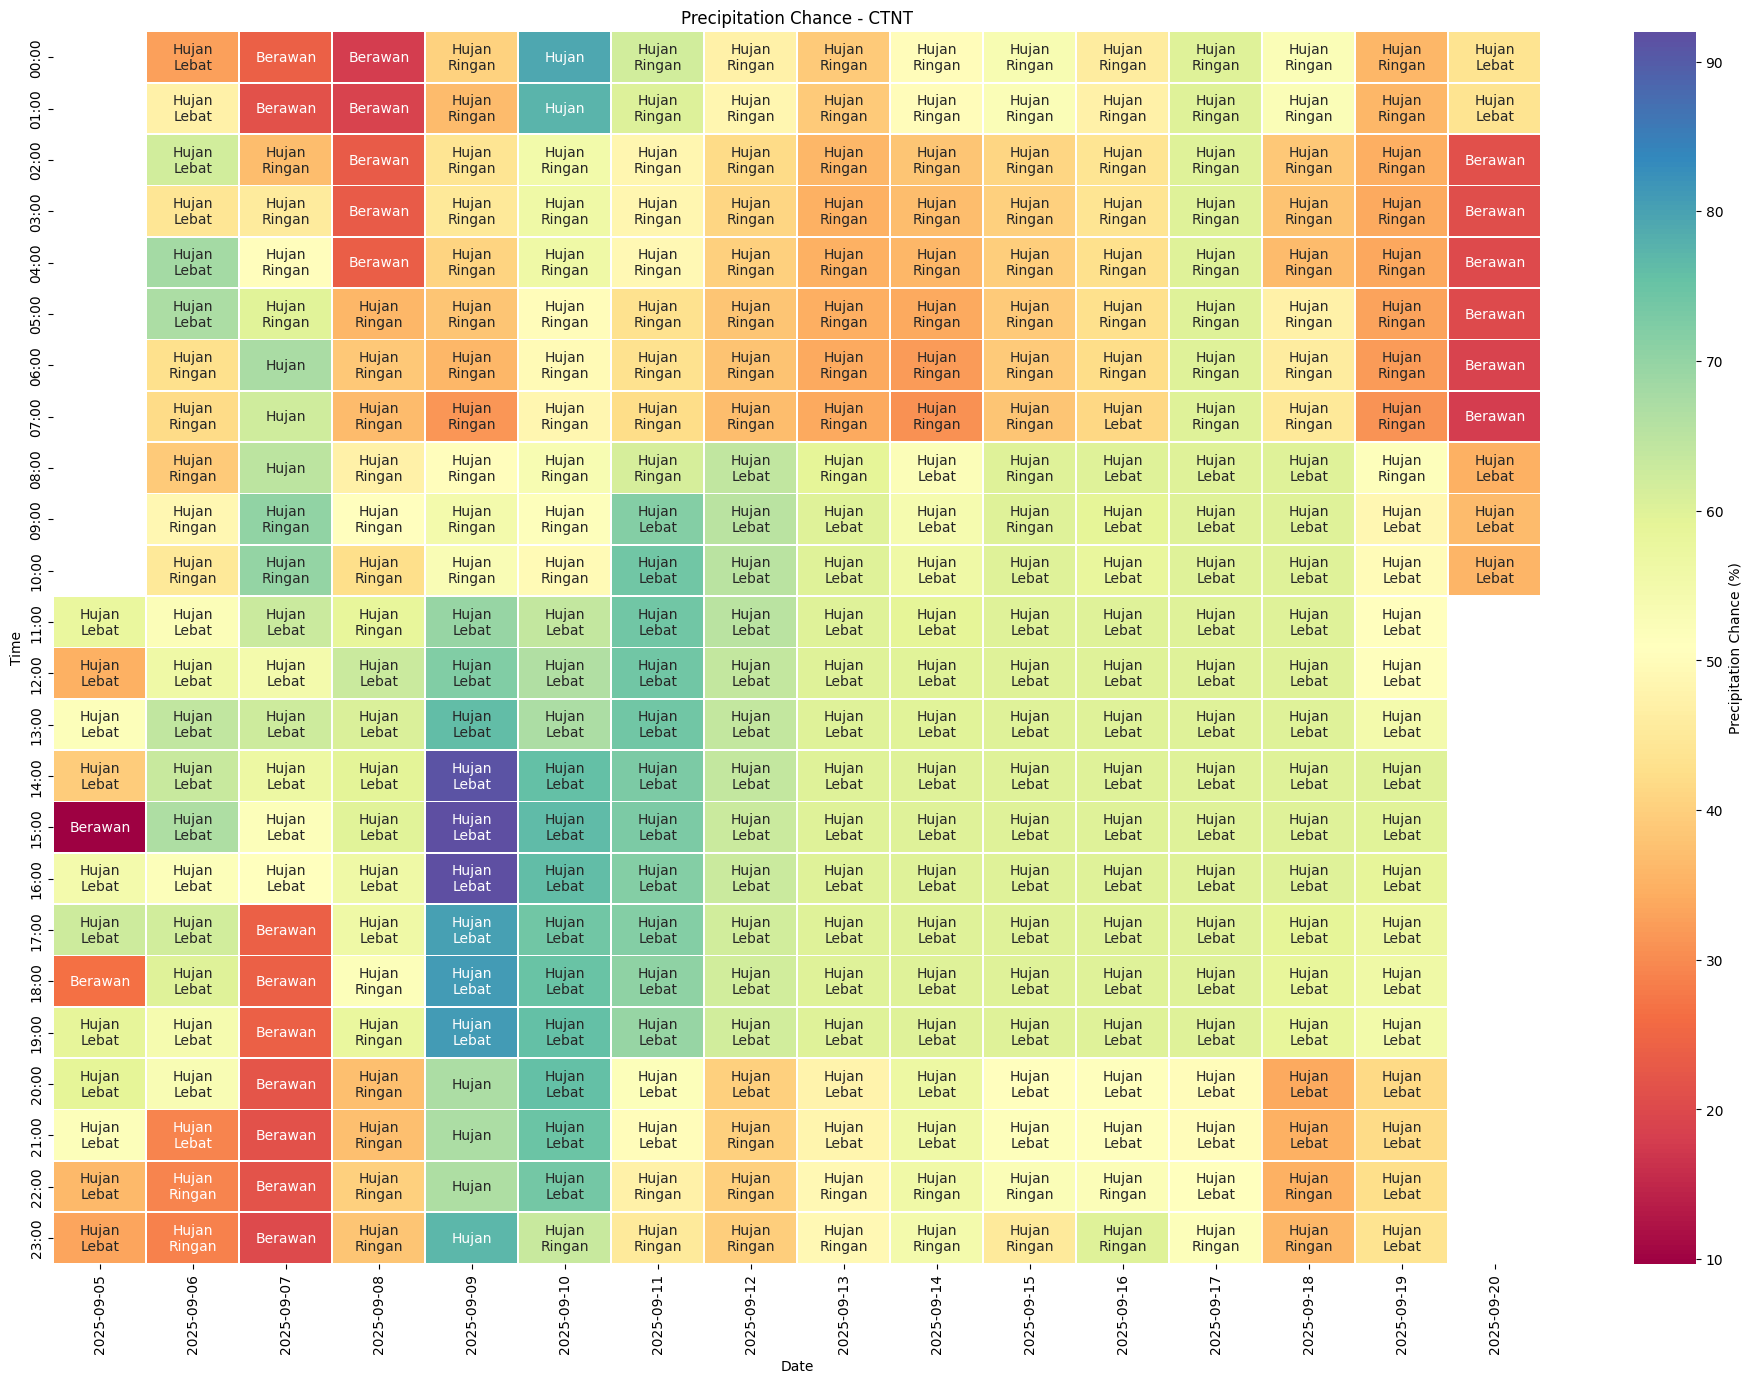 Precipitation Chance - CTNT
00:00 Hujan Lebat Berawan Berawan Hujan Ringan Hujan Hujan Ringan Hujan Ringan Hujan Ringan Hujan Ringan Hujan Ringan Hujan Ringan Hujan Ringan Hujan Ringan Hujan Ringan Hujan Lebat
01:00 Hujan Lebat Berawan Berawan Hujan Ringan Hujan Hujan Ringan Hujan Ringan Hujan Ringan Hujan Ringan Hujan Ringan Hujan Ringan Hujan Ringan Hujan Ringan Hujan Ringan Hujan Lebat
02:00 Hujan Lebat Hujan Ringan Berawan Hujan Ringan Hujan Ringan Hujan Ringan Hujan Ringan Hujan Ringan Hujan Ringan Hujan Ringan Hujan Ringan Hujan Ringan Hujan Ringan Hujan Ringan Berawan
03:00 Hujan Lebat Hujan Ringan Berawan Hujan Ringan Hujan Ringan Hujan Ringan Hujan Ringan Hujan Ringan Hujan Ringan Hujan Ringan Hujan Ringan Hujan Ringan Hujan Ringan Hujan Ringan Berawan
04:00 Hujan Lebat Hujan Ringan Berawan Hujan Ringan Hujan Ringan Hujan Ringan Hujan Ringan Hujan Ringan Hujan Ringan Hujan Ringan Hujan Ringan Hujan Ringan Hujan Ringan Hujan Ringan Berawan
05:00 Hujan Lebat Hujan Ringan Hujan Ringan Hujan Ringan Hujan Ringan Hujan Ringan Hujan Ringan Hujan Ringan Hujan Ringan Hujan Ringan Hujan Ringan Hujan Ringan Hujan Ringan Hujan Ringan Berawan
06:00 Hujan Ringan Hujan Hujan Ringan Hujan Ringan Hujan Ringan Hujan Ringan Hujan Ringan Hujan Ringan Hujan Ringan Hujan Ringan Hujan Ringan Hujan Ringan Hujan Ringan Hujan Ringan Berawan
07:00 Hujan Ringan Hujan Hujan Ringan Hujan Ringan Hujan Ringan Hujan Ringan Hujan Ringan Hujan Ringan Hujan Ringan Hujan Ringan Hujan Lebat Hujan Ringan Hujan Ringan Hujan Ringan Berawan
08:00 Hujan Ringan Hujan Hujan Ringan Hujan Ringan Hujan Ringan Hujan Ringan Hujan Lebat Hujan Ringan Hujan Lebat Hujan Ringan Hujan Lebat Hujan Lebat Hujan Lebat Hujan Ringan Hujan Lebat
09:00 Hujan Ringan Hujan Ringan Hujan Ringan Hujan Ringan Hujan Ringan Hujan Lebat Hujan Lebat Hujan Lebat Hujan Lebat Hujan Ringan Hujan Lebat Hujan Lebat Hujan Lebat Hujan Lebat Hujan Lebat
10:00 Hujan Ringan Hujan Ringan Hujan Ringan Hujan Ringan Hujan Ringan Hujan Lebat Hujan Lebat Hujan Lebat Hujan Lebat Hujan Lebat Hujan Lebat Hujan Lebat Hujan Lebat Hujan Lebat Hujan Lebat
11:00 Hujan Lebat Hujan Lebat Hujan Lebat Hujan Ringan Hujan Lebat Hujan Lebat Hujan Lebat Hujan Lebat Hujan Lebat Hujan Lebat Hujan Lebat Hujan Lebat Hujan Lebat Hujan Lebat Hujan Lebat
12:00 Hujan Lebat Hujan Lebat Hujan Lebat Hujan Lebat Hujan Lebat Hujan Lebat Hujan Lebat Hujan Lebat Hujan Lebat Hujan Lebat Hujan Lebat Hujan Lebat Hujan Lebat Hujan Lebat Hujan Lebat
13:00 Hujan Lebat Hujan Lebat Hujan Lebat Hujan Lebat Hujan Lebat Hujan Lebat Hujan Lebat Hujan Lebat Hujan Lebat Hujan Lebat Hujan Lebat Hujan Lebat Hujan Lebat Hujan Lebat Hujan Lebat
14:00 Hujan Lebat Hujan Lebat Hujan Lebat Hujan Lebat Hujan Lebat Hujan Lebat Hujan Lebat Hujan Lebat Hujan Lebat Hujan Lebat Hujan Lebat Hujan Lebat Hujan Lebat Hujan Lebat Hujan Lebat
15:00 Berawan Hujan Lebat Hujan Lebat Hujan Lebat Hujan Lebat Hujan Lebat Hujan Lebat Hujan Lebat Hujan Lebat Hujan Lebat Hujan Lebat Hujan Lebat Hujan Lebat Hujan Lebat Hujan Lebat
16:00 Hujan Lebat Hujan Lebat Hujan Lebat Hujan Lebat Hujan Lebat Hujan Lebat Hujan Lebat Hujan Lebat Hujan Lebat Hujan Lebat Hujan Lebat Hujan Lebat Hujan Lebat Hujan Lebat Hujan Lebat
17:00 Hujan Lebat Hujan Lebat Berawan Hujan Lebat Hujan Lebat Hujan Lebat Hujan Lebat Hujan Lebat Hujan Lebat Hujan Lebat Hujan Lebat Hujan Lebat Hujan Lebat Hujan Lebat Hujan Lebat
18:00 Berawan Hujan Lebat Berawan Hujan Ringan Hujan Lebat Hujan Lebat Hujan Lebat Hujan Lebat Hujan Lebat Hujan Lebat Hujan Lebat Hujan Lebat Hujan Lebat Hujan Lebat Hujan Lebat
19:00 Hujan Lebat Hujan Lebat Berawan Hujan Ringan Hujan Lebat Hujan Lebat Hujan Lebat Hujan Lebat Hujan Lebat Hujan Lebat Hujan Lebat Hujan Lebat Hujan Lebat Hujan Lebat Hujan Lebat
20:00 Hujan Lebat Hujan Lebat Berawan Hujan Ringan Hujan Hujan Lebat Hujan Lebat Hujan Lebat Hujan Lebat Hujan Lebat Hujan Lebat Hujan Lebat Hujan Lebat Hujan Lebat Hujan Lebat
21:00 Hujan Lebat Hujan Lebat Berawan Hujan Ringan Hujan Hujan Lebat Hujan Lebat Hujan Ringan Hujan Lebat Hujan Lebat Hujan Lebat Hujan Lebat Hujan Lebat Hujan Lebat Hujan Lebat
22:00 Hujan Lebat Hujan Ringan Berawan Hujan Ringan Hujan Hujan Lebat Hujan Ringan Hujan Ringan Hujan Ringan Hujan Ringan Hujan Ringan Hujan Ringan Hujan Lebat Hujan Ringan Hujan Lebat
23:00 Hujan Lebat Hujan Ringan Berawan Hujan Ringan Hujan Hujan Ringan Hujan Ringan Hujan Ringan Hujan Ringan Hujan Ringan Hujan Ringan Hujan Ringan Hujan Ringan Hujan Ringan Hujan Lebat
Time
2025-09-05 2025-09-06 2025-09-07 2025-09-08 2025-09-09 2025-09-10 2025-09-11 2025-09-12 2025-09-13 2025-09-14 2025-09-15 2025-09-16 2025-09-17 2025-09-18 2025-09-19 2025-09-20
Date
90
80
70
60
50
40
30
20
10
Precipitation Chance (%)